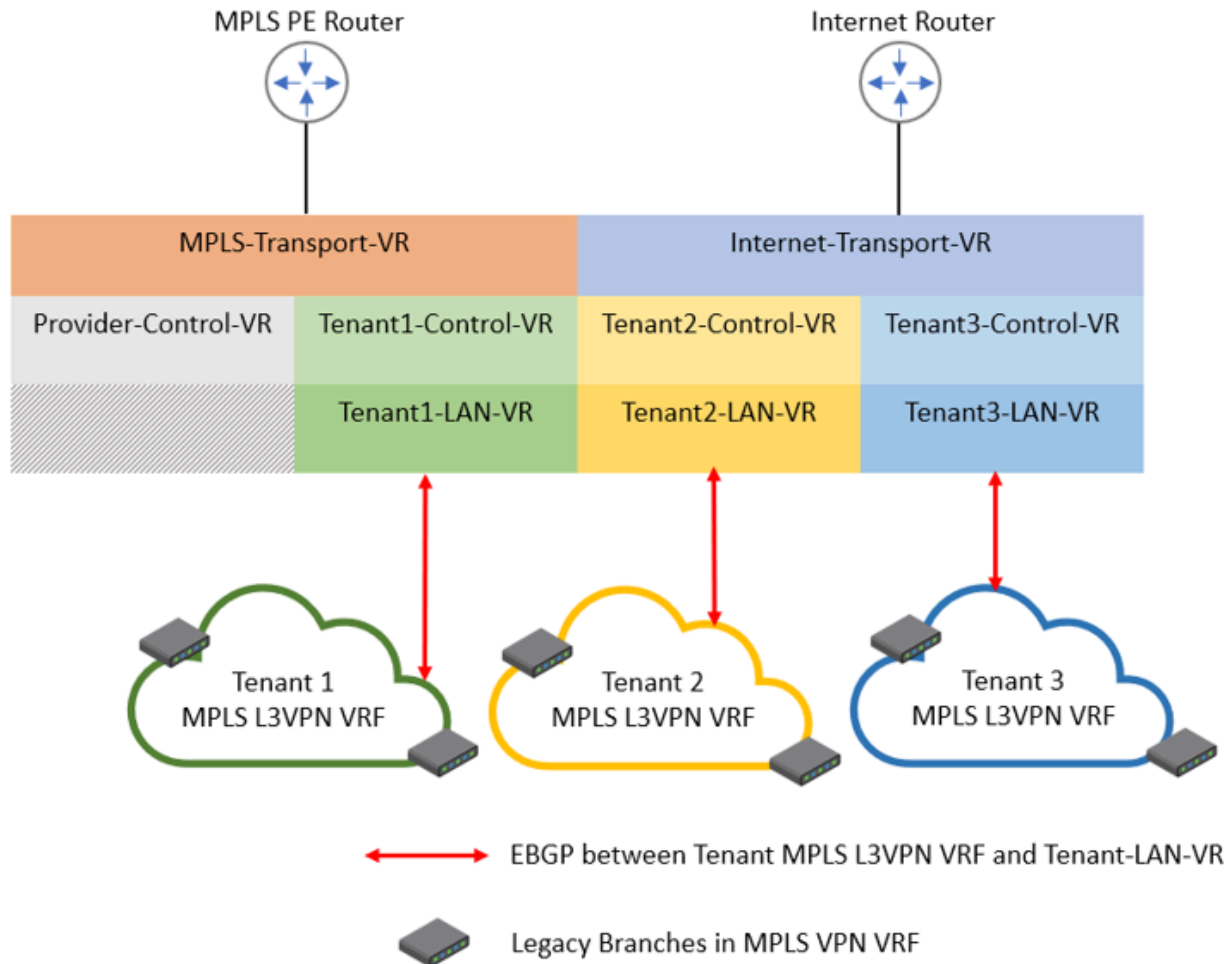 MPLS PE Router
Internet Router
MPLS-Transport-VR
Internet-Transport-VR
Provider-Control-VR
Tenant1-Control-VR
Tenant2-Control-VR
Tenant3-Control-VR
Tenant1-LAN-VR
Tenant2-LAN-VR
Tenant3-LAN-VR
Tenant 1
MPLS L3VPN VRF
Tenant 2
MPLS L3VPN VRF
Tenant 3
MPLS L3VPN VRF
EBGP between Tenant MPLS L3VPN VRF and Tenant-LAN-VR
Legacy Branches in MPLS VPN VRF